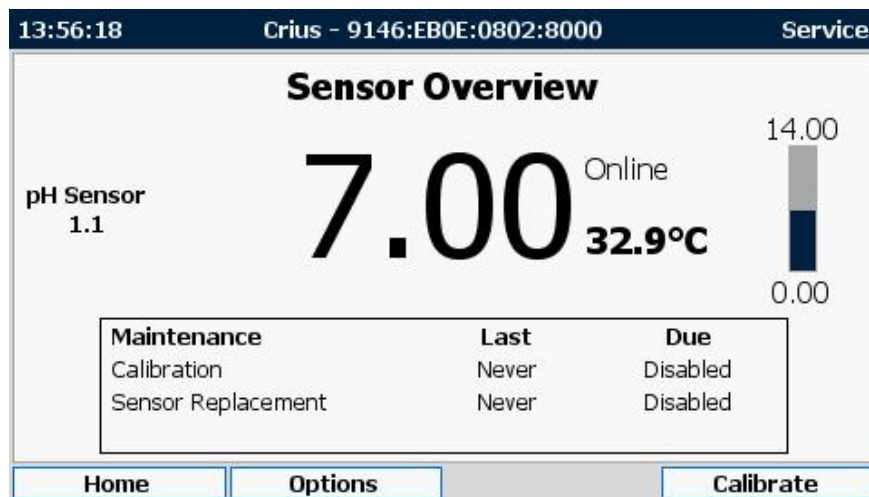 13:56:18 Crius - 9146:EB0E:0802:8000 Service
Sensor Overview
14.00
pH Sensor
1.1
7.00
Online
32.9°C
0.00
Maintenance Last Due
Calibration Never Disabled
Sensor Replacement Never Disabled
Home Options Calibrate